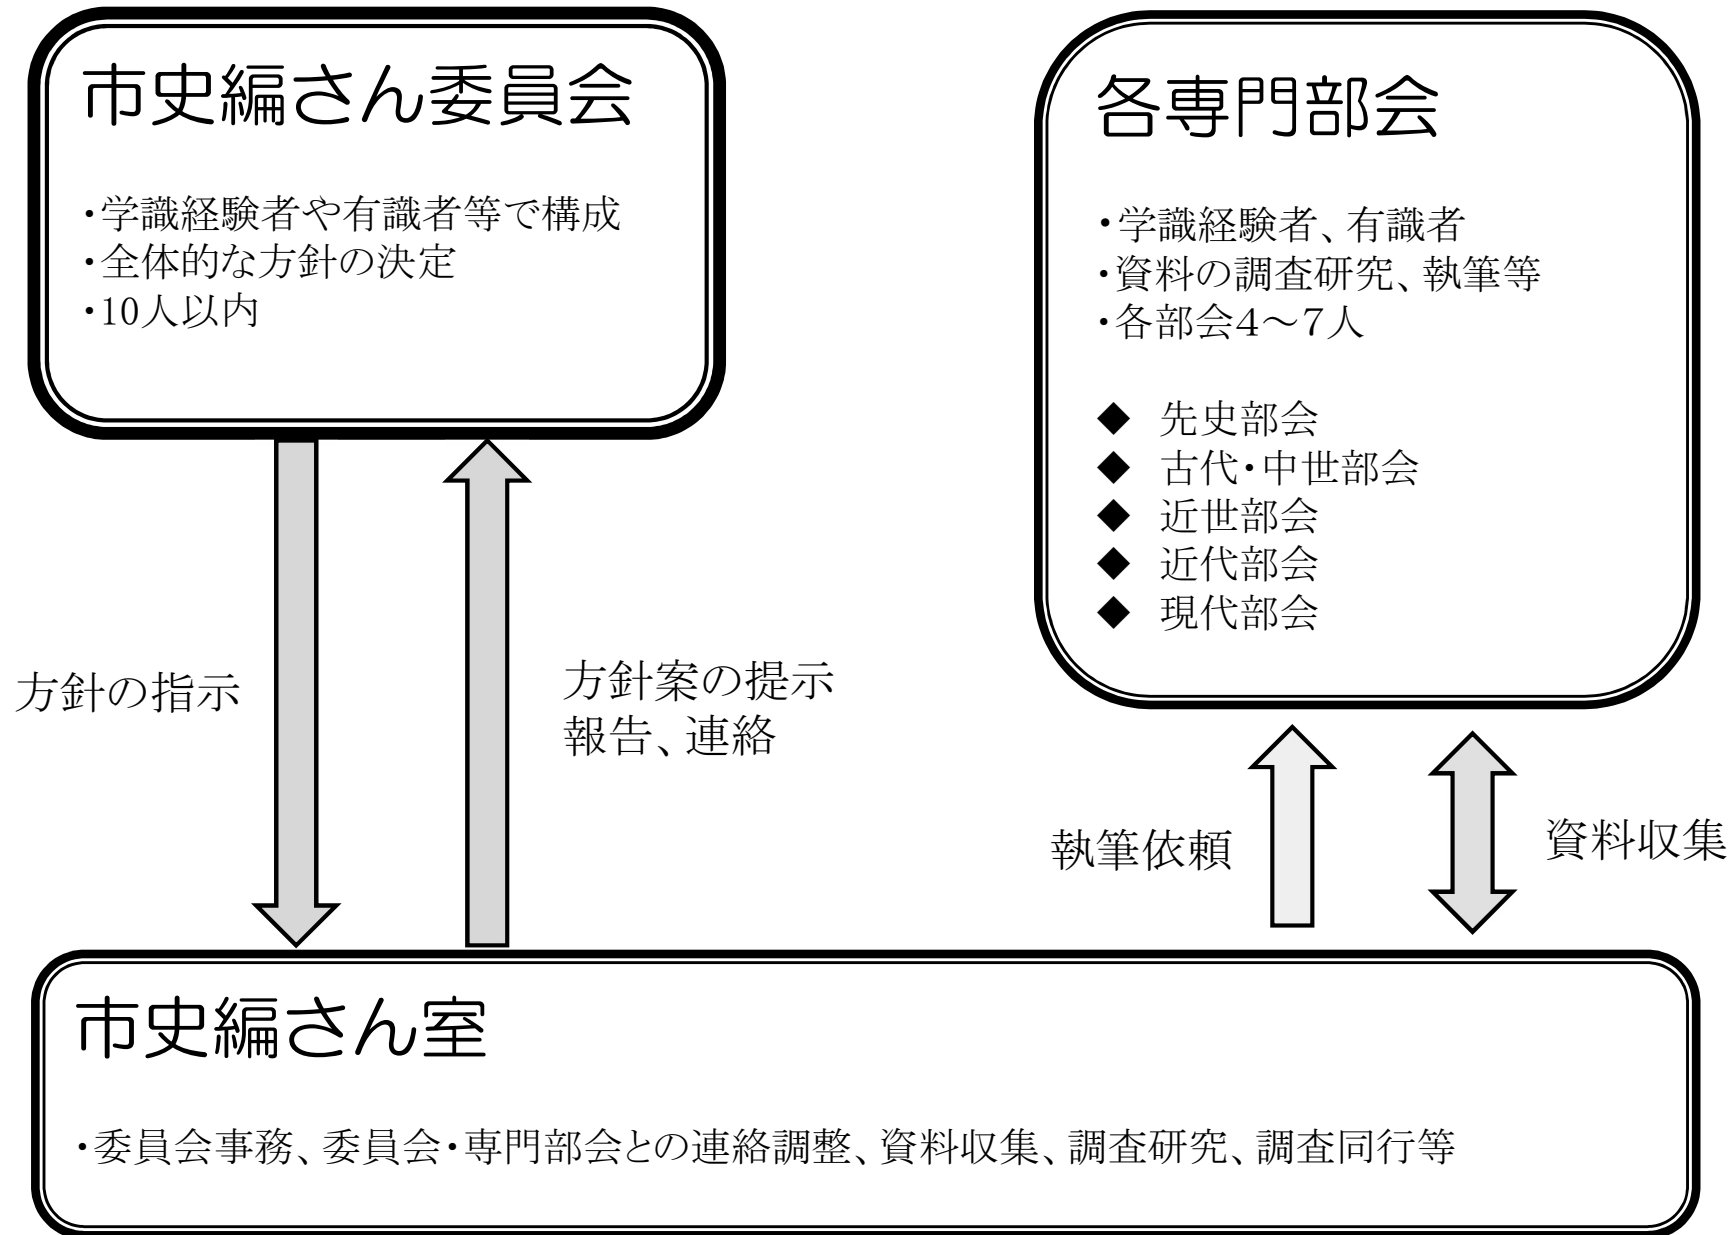 市史編さん委員会
・学識経験者や有識者等で構成
・全体的な方針の決定
・10人以内
各専門部会
・学識経験者、有識者
・資料の調査研究、執筆等
・各部会４～７人
◆ 先史部会
◆ 古代・中世部会
◆ 近世部会
◆ 近代部会
◆ 現代部会
方針の指示
方針案の提示
報告、連絡
執筆依頼
資料収集
市史編さん室
・委員会事務、委員会・専門部会との連絡調整、資料収集、調査研究、調査同行等